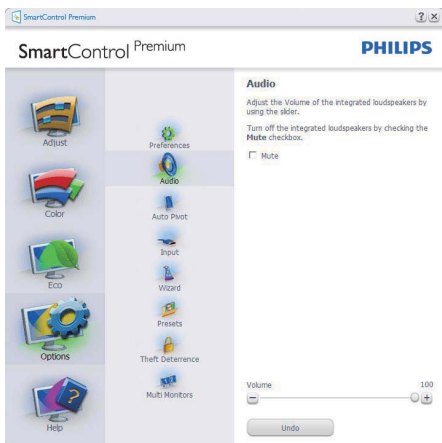 SmartControl Premium
SmartControl Premium
PHILIPS
Adjust
Color
Eco
Options
Help
Preferences
Audio
Auto Pivot
Input
Wizard
Presets
Theft Deterrence
Multi Monitors
Audio
Adjust the Volume of the integrated loudspeakers by
using the slider.
Turn off the integrated loudspeakers by checking the
Mute checkbox.
Mute
Volume 100
Undo